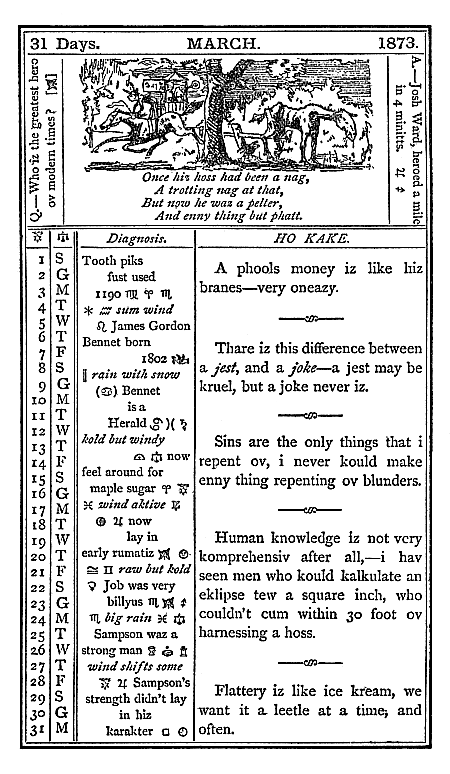 31 Days. MARCH. 1873.
Q.—Who iz the greatest hero
ov modern times?
Once hiz hoss had been a nag,
A trotting nag at that,
But now he waz a pelter,
And enny thing but phatt.
A.—Josh Ward, heroed a mile
in 4 minitts. ♃
♎ Diagnosis. HO KAKE.
1 S Tooth piks
2 G fust used
3 M 1190 ♍ ♈ ♏
4 T * ♒ sum wind
5 W ♌ James Gordon
6 T Bennet born
7 F 1802
8 S rain with snow
9 G (♋) Bennet
10 M is a
11 T
12 W Herald )( ♄
13 T kold but windy
14 F ♎ now
15 S feel around for
16 G maple sugar ♈
17 M ♓ wind aktive
18 T ♃ now
19 W lay in
20 T early rumatiz
21 F ♎ ♊ raw but kold
22 S ♀ Job was very
23 G billyus ♏
24 M ♏ big rain ♓ ♎
25 T Sampson waz a
26 W strong man
27 T wind shifts some
28 F ♃ Sampson's
29 S strength didn't lay
30 G in hiz
31 M karakter □
A phools money iz like hiz
branes—very oneazy.
Thare iz this difference between
a jest, and a joke—a jest may be
kruel, but a joke never iz.
Sins are the only things that i
repent ov, i never kould make
enny thing repenting ov blunders.
Human knowledge iz not very
komprehensiv after all,—i hav
seen men who kould kalkulate an
eklipse tew a square inch, who
couldn't cum within 30 foot ov
harnessing a hoss.
Flattery iz like ice kream, we
want it a leetle at a time, and
often.